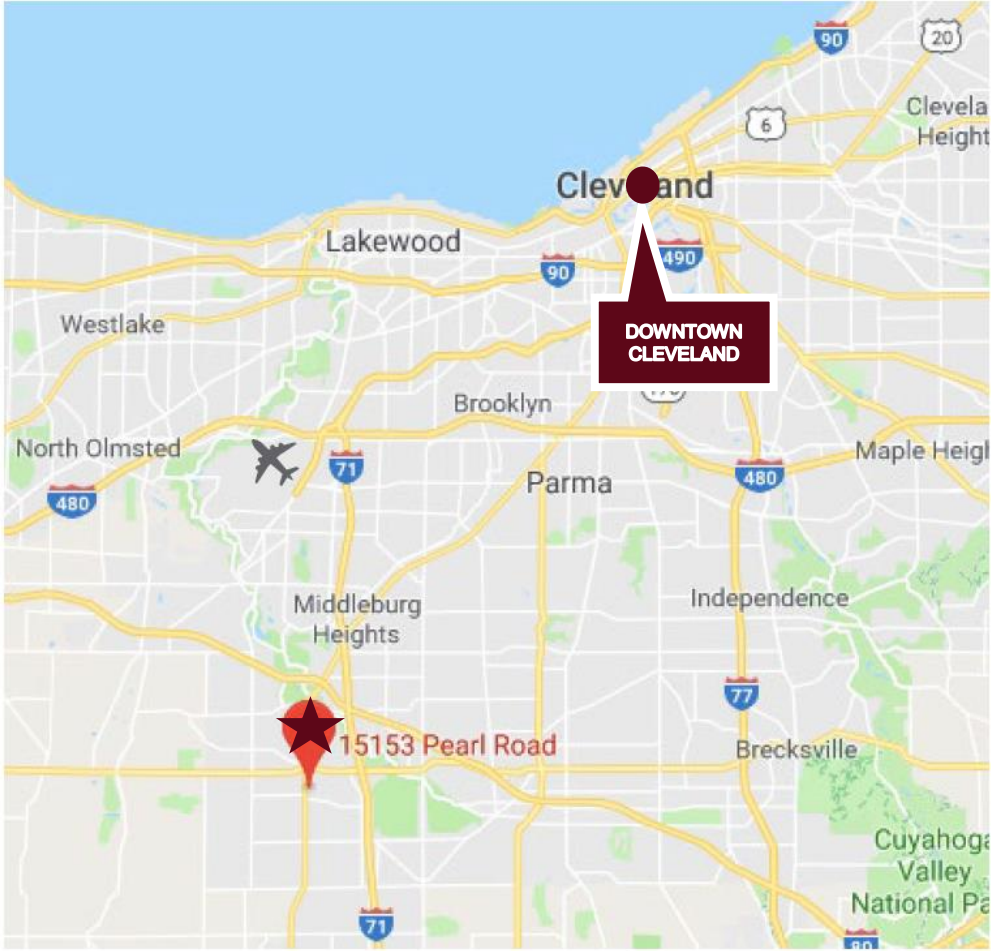 90
20
Clevela
Height
6
Cleveland
Lakewood
490
90
Westlake
DOWNTOWN
CLEVELAND
Brooklyn
North Olmsted
71
Maple Heigh
480
480
Parma
Middleburg
Heights
Independence
77
15153 Pearl Road
Brecksville
Cuyahoga
Valley
National Pa
71
80